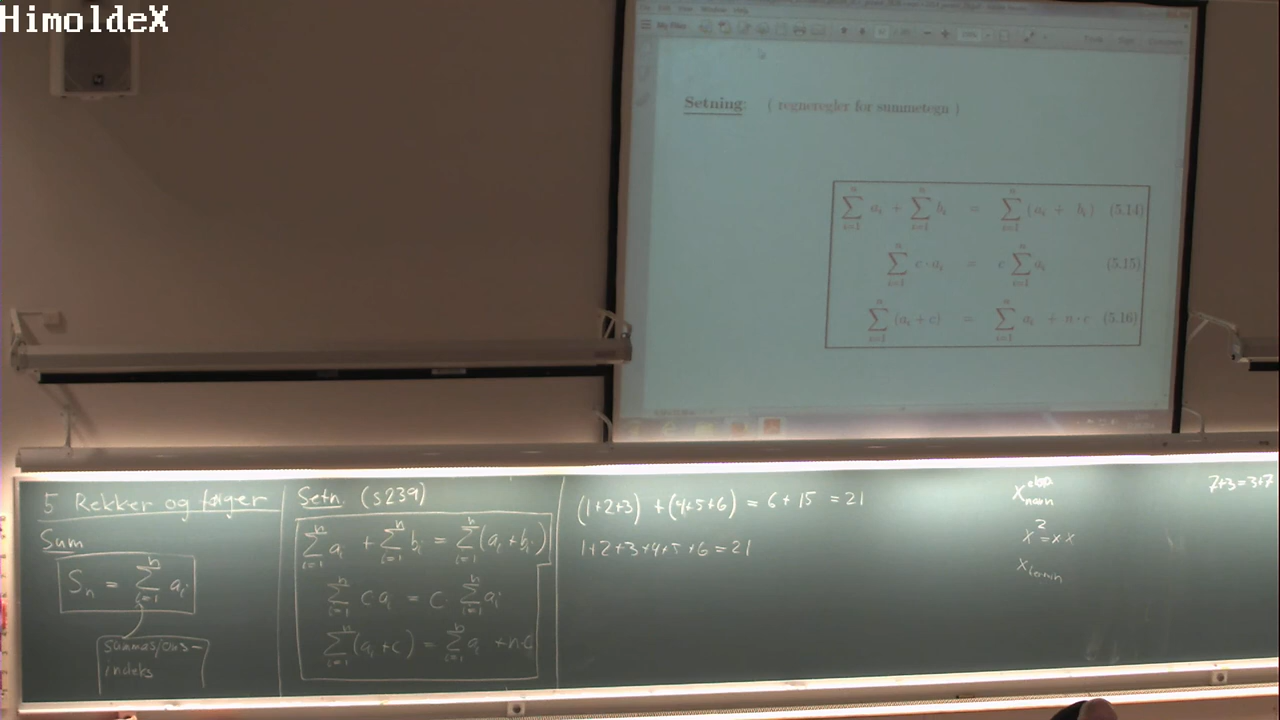 HimoldeX
Setning: ( regneregler for summetegn )
∑_{i=1}^{n} a_i + ∑_{i=1}^{n} b_i = ∑_{i=1}^{n} ( a_i + b_i ) (5.14)
∑_{i=1}^{n} c · a_i = c ∑_{i=1}^{n} a_i (5.15)
∑_{i=1}^{n} (a_i + c) = ∑_{i=1}^{n} a_i + n · c (5.16)
5 Rekker og følger
Sum
S_n = ∑_{i=1}^{n} a_i
summasjons-
indeks
Setn. (s239)
∑_{i=1}^{n} a_i + ∑_{i=1}^{n} b_i = ∑_{i=1}^{n} (a_i + b_i)
∑_{i=1}^{n} c a_i = c · ∑_{i=1}^{n} a_i
∑_{i=1}^{n} (a_i + c) = ∑_{i=1}^{n} a_i + n·c
(1+2+3) + (4+5+6) = 6 + 15 = 21
1+2+3+4+5+6 = 21
x^{eksp}_{navn}
x^2 = x x
7+3=3+7